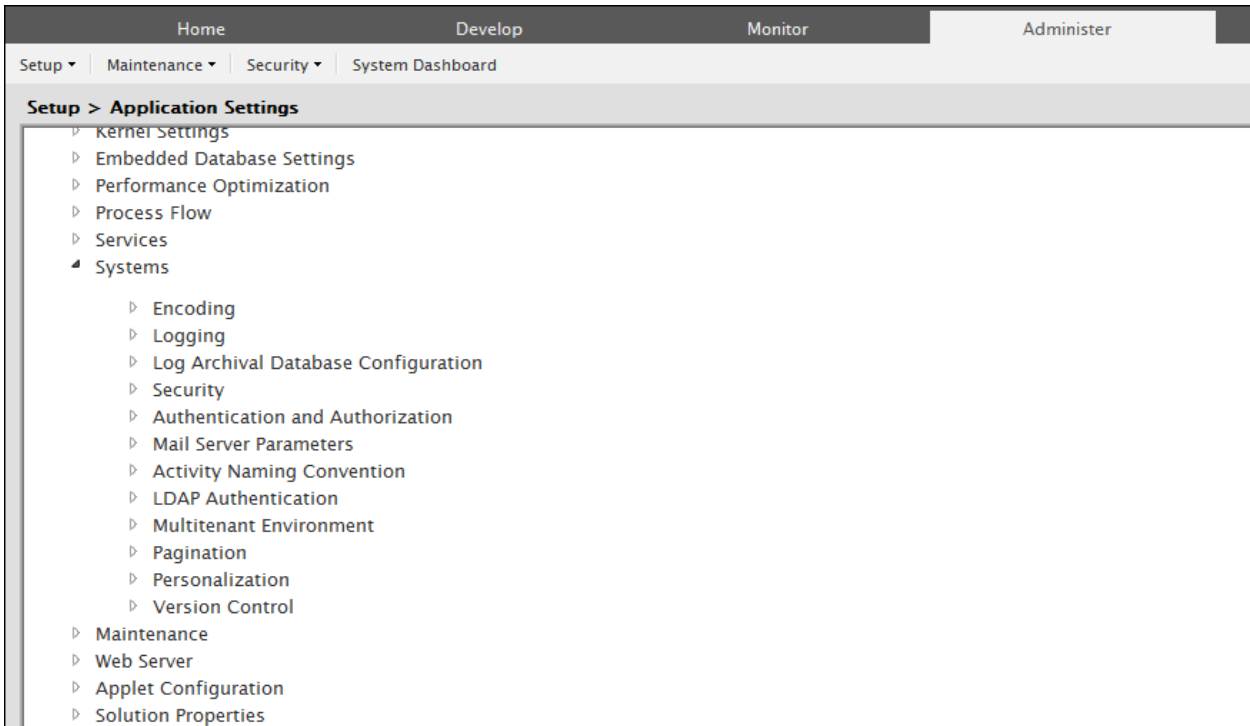 Home Develop Monitor Administer
Setup Maintenance Security System Dashboard
Setup > Application Settings
Kernel Settings
Embedded Database Settings
Performance Optimization
Process Flow
Services
Systems
Encoding
Logging
Log Archival Database Configuration
Security
Authentication and Authorization
Mail Server Parameters
Activity Naming Convention
LDAP Authentication
Multitenant Environment
Pagination
Personalization
Version Control
Maintenance
Web Server
Applet Configuration
Solution Properties